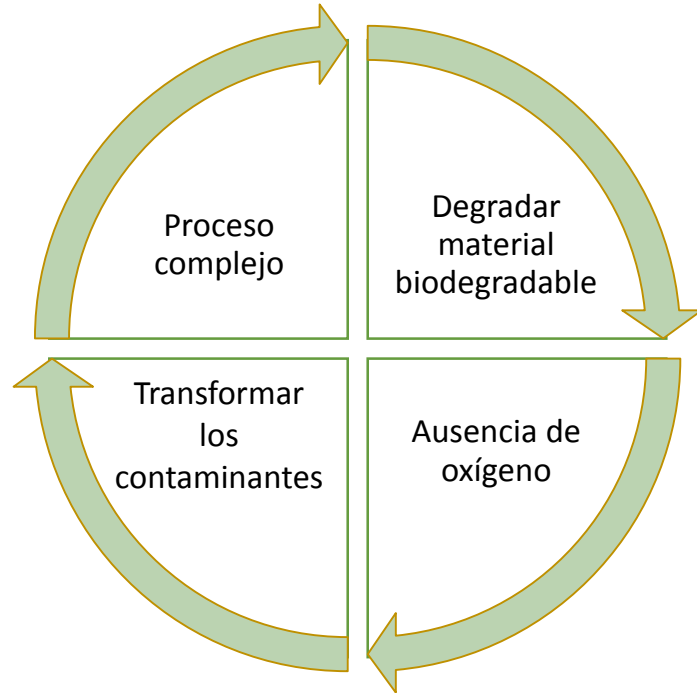 Proceso
complejo
Degradar
material
biodegradable
Transformar
los
contaminantes
Ausencia de
oxígeno